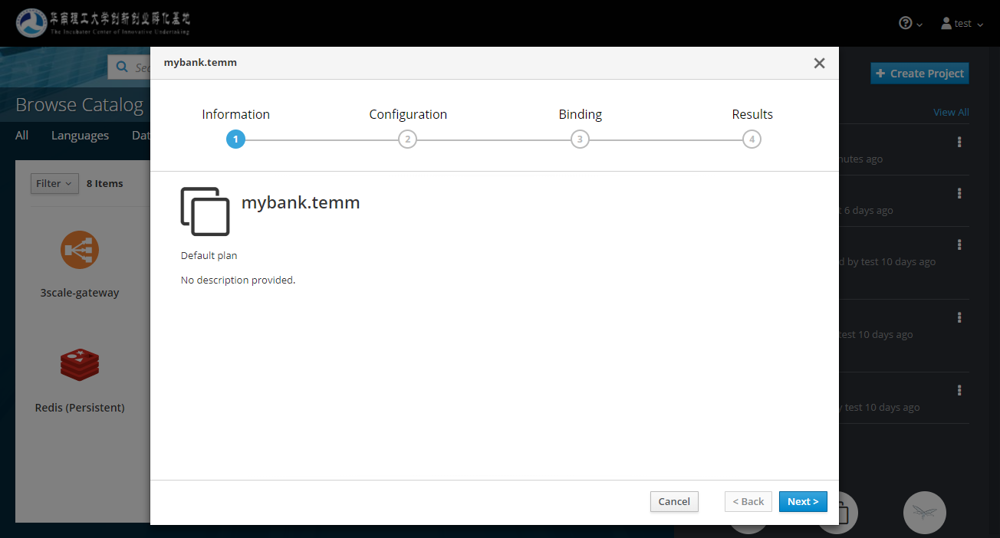 华南理工大学创新创业孵化基地
The Incubater Center of Innovative Undertaking
test
mybank.temm
Create Project
Browse Catalog
View All
All Languages Dat
Information Configuration Binding Results
1 2 3 4
nutes ago
Filter 8 Items
mybank.temm
t 6 days ago
Default plan
d by test 10 days ago
No description provided.
3scale-gateway
test 10 days ago
Redis (Persistent)
y test 10 days ago
Cancel < Back Next >